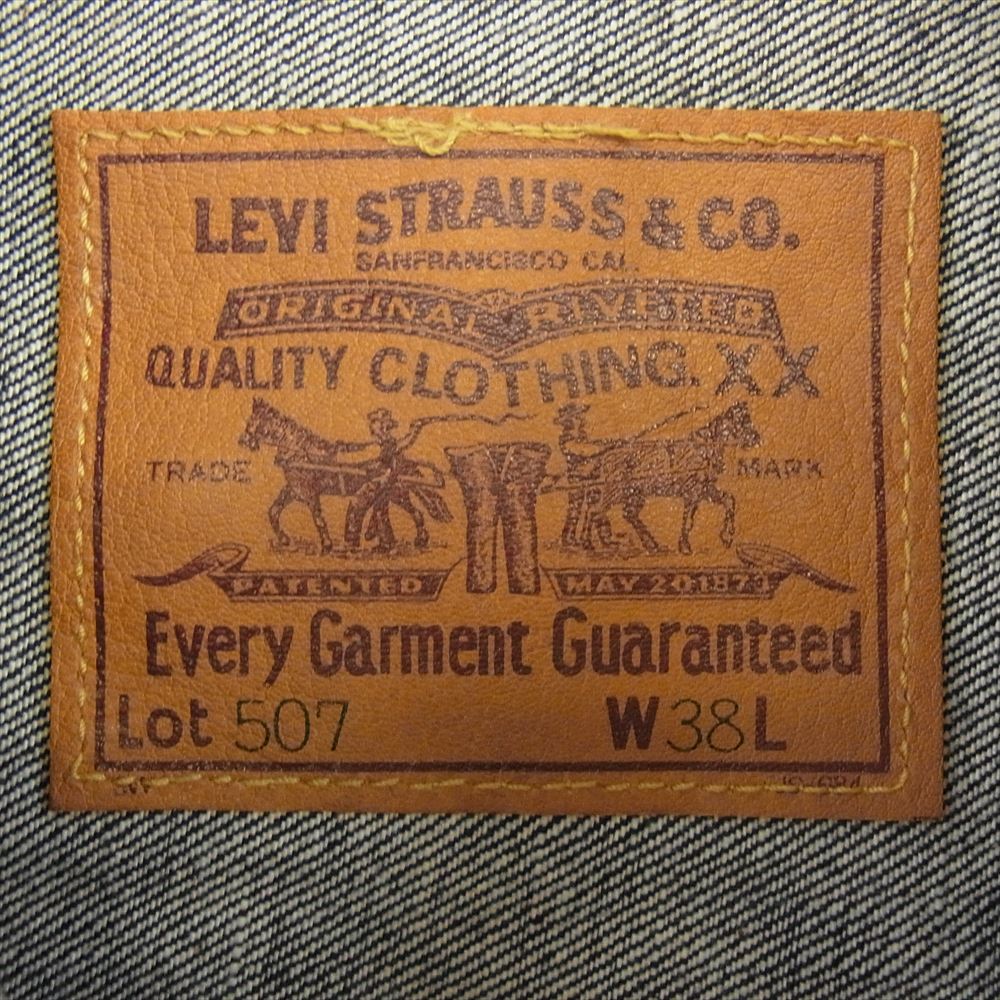 LEVI STRAUSS & CO.
SANFRANCISCO CAL.
ORIGINAL RIVETED
QUALITY CLOTHING. XX
TRADE MARK
PATENTED MAY 20 1873
Every Garment Guaranteed
Lot 507 W38L